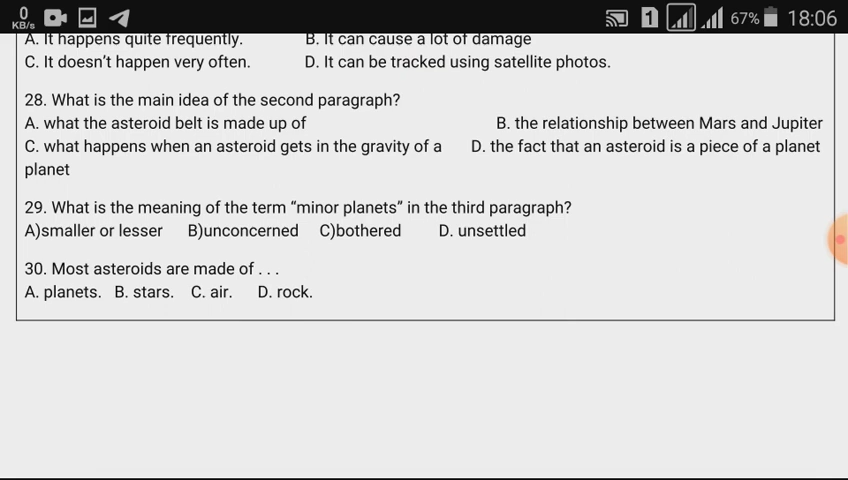 0 KB/s 1 67% 18:06
A. It happens quite frequently. B. It can cause a lot of damage
C. It doesn't happen very often. D. It can be tracked using satellite photos.
28. What is the main idea of the second paragraph?
A. what the asteroid belt is made up of B. the relationship between Mars and Jupiter
C. what happens when an asteroid gets in the gravity of a D. the fact that an asteroid is a piece of a planet
planet
29. What is the meaning of the term “minor planets” in the third paragraph?
A)smaller or lesser B)unconcerned C)bothered D. unsettled
30. Most asteroids are made of . . .
A. planets. B. stars. C. air. D. rock.